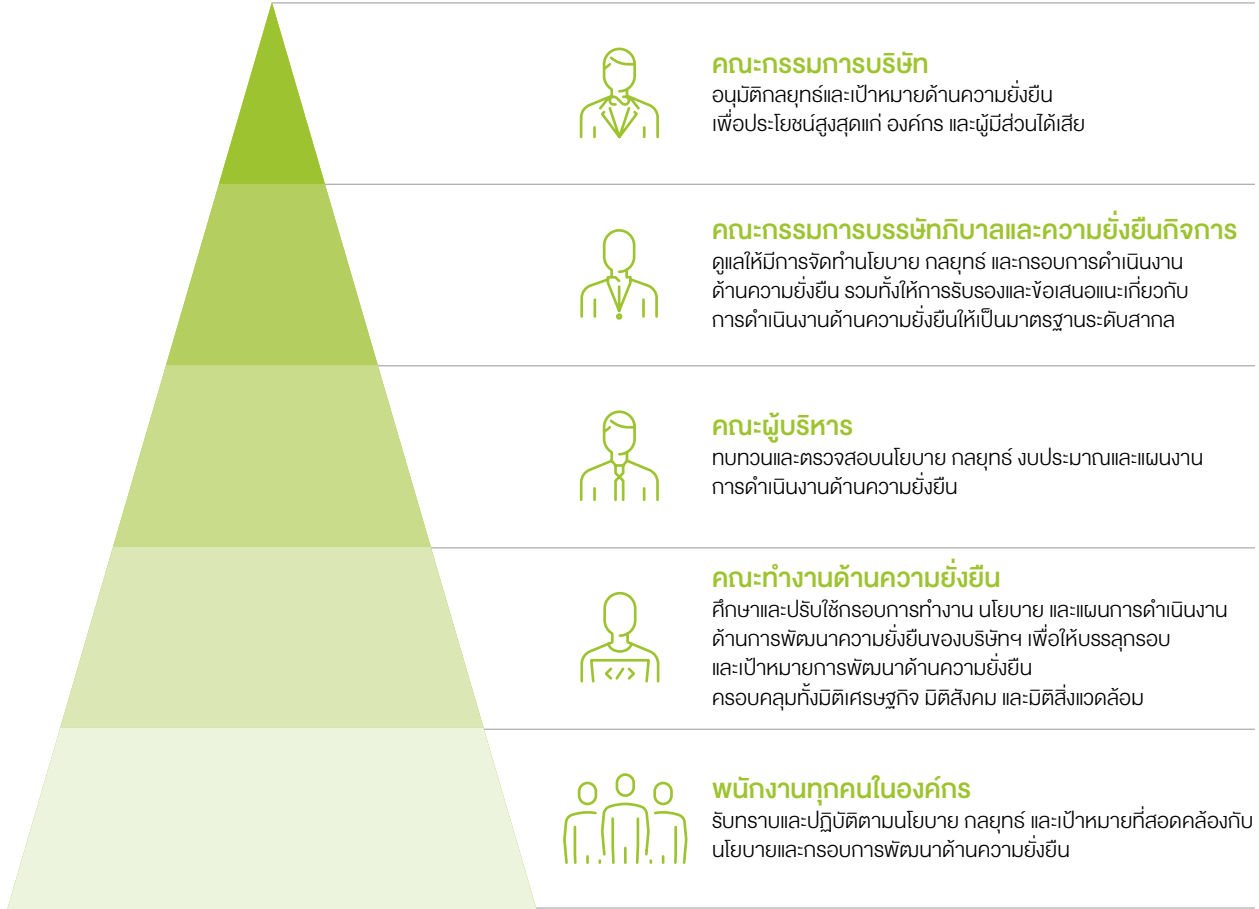 คณะกรรมการบริษัท
อนุมัติกลยุทธ์และเป้าหมายด้านความยั่งยืน
เพื่อประโยชน์สูงสุดแก่ องค์กร และผู้มีส่วนได้เสีย
คณะกรรมการบรรษัทภิบาลและความยั่งยืนกิจการ
ดูแลให้มีการจัดทำนโยบาย กลยุทธ์ และกรอบการดำเนินงาน
ด้านความยั่งยืน รวมทั้งให้การรับรองและข้อเสนอแนะเกี่ยวกับ
การดำเนินงานด้านความยั่งยืนให้เป็นมาตรฐานระดับสากล
คณะผู้บริหาร
ทบทวนและตรวจสอบนโยบาย กลยุทธ์ งบประมาณและแผนงาน
การดำเนินงานด้านความยั่งยืน
คณะทำงานด้านความยั่งยืน
ศึกษาและปรับใช้กรอบการทำงาน นโยบาย และแผนการดำเนินงาน
ด้านการพัฒนาความยั่งยืนของบริษัทฯ เพื่อให้บรรลุกรอบ
และเป้าหมายการพัฒนาด้านความยั่งยืน
ครอบคลุมทั้งมิติเศรษฐกิจ มิติสังคม และมิติสิ่งแวดล้อม
</>
พนักงานทุกคนในองค์กร
รับทราบและปฏิบัติตามนโยบาย กลยุทธ์ และเป้าหมายที่สอดคล้องกับ
นโยบายและกรอบการพัฒนาด้านความยั่งยืน